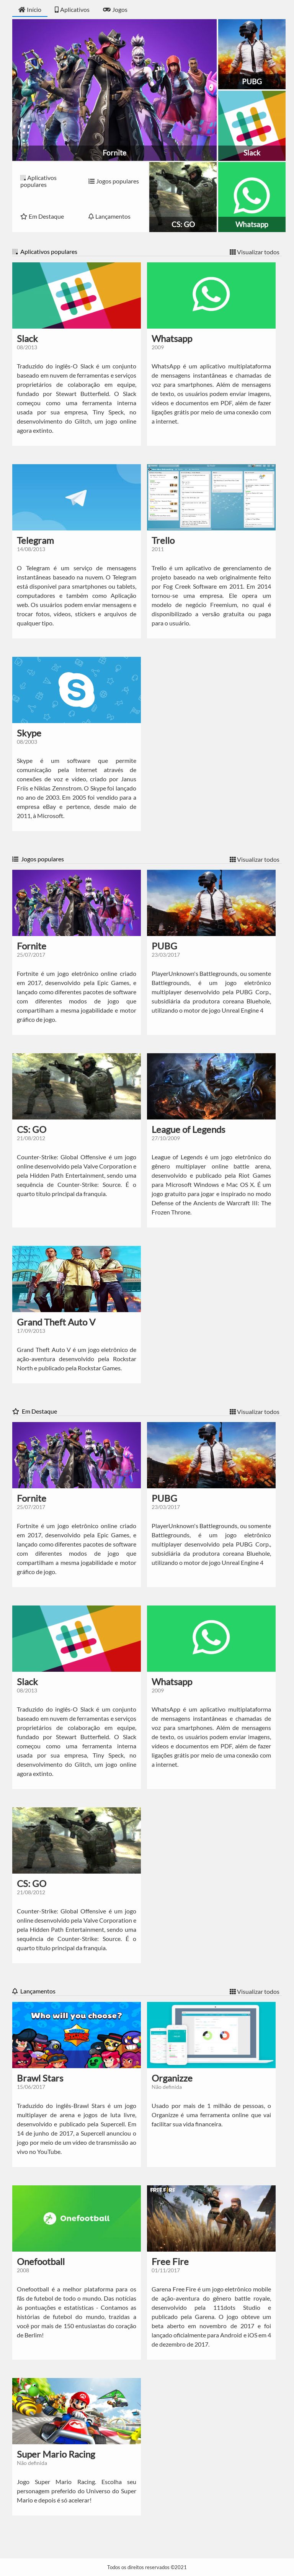 Início Aplicativos Jogos
Fornite
PUBG
Slack
Aplicativos populares
Jogos populares
Em Destaque
Lançamentos
CS: GO
Whatsapp
Aplicativos populares
Visualizar todos
Slack
08/2013
Traduzido do inglês-O Slack é um conjunto
baseado em nuvem de ferramentas e serviços
proprietários de colaboração em equipe,
fundado por Stewart Butterfield. O Slack
começou como uma ferramenta interna
usada por sua empresa, Tiny Speck, no
desenvolvimento do Glitch, um jogo online
agora extinto.
Whatsapp
2009
WhatsApp é um aplicativo multiplataforma
de mensagens instantâneas e chamadas de
voz para smartphones. Além de mensagens
de texto, os usuários podem enviar imagens,
vídeos e documentos em PDF, além de fazer
ligações grátis por meio de uma conexão com
a internet.
Telegram
14/08/2013
O Telegram é um serviço de mensagens
instantâneas baseado na nuvem. O Telegram
está disponível para smartphones ou tablets,
computadores e também como Aplicação
web. Os usuários podem enviar mensagens e
trocar fotos, vídeos, stickers e arquivos de
qualquer tipo.
Trello
2011
Trello é um aplicativo de gerenciamento de
projeto baseado na web originalmente feito
por Fog Creek Software em 2011. Em 2014
tornou-se uma empresa. Ele opera um
modelo de negócio Fremium, no qual é
disponibilizado a versão gratuita ou paga
para o usuário.
Skype
08/2003
Skype é um software que permite
comunicação pela Internet através de
conexões de voz e vídeo, criado por Janus
Friis e Niklas Zennstrom. O Skype foi lançado
no ano de 2003. Em 2005 foi vendido para a
empresa eBay e pertence, desde maio de
2011, à Microsoft.
Jogos populares
Visualizar todos
Fornite
25/07/2017
Fortnite é um jogo eletrônico online criado
em 2017, desenvolvido pela Epic Games, e
lançado como diferentes pacotes de software
com diferentes modos de jogo que
compartilham a mesma jogabilidade e motor
gráfico de jogo.
PUBG
23/03/2017
PlayerUnknown's Battlegrounds, ou somente
Battlegrounds, é um jogo eletrônico
multiplayer desenvolvido pela PUBG Corp.,
subsidiária da produtora coreana Bluehole,
utilizando o motor de jogo Unreal Engine 4
CS: GO
21/08/2012
Counter-Strike: Global Offensive é um jogo
online desenvolvido pela Valve Corporation e
pela Hidden Path Entertainment, sendo uma
sequência de Counter-Strike: Source. É o
quarto título principal da franquia.
League of Legends
27/10/2009
League of Legends é um jogo eletrônico do
gênero multiplayer online battle arena,
desenvolvido e publicado pela Riot Games
para Microsoft Windows e Mac OS X. É um
jogo gratuito para jogar e inspirado no modo
Defense of the Ancients de Warcraft III: The
Frozen Throne.
Grand Theft Auto V
17/09/2013
Grand Theft Auto V é um jogo eletrônico de
ação-aventura desenvolvido pela Rockstar
North e publicado pela Rockstar Games.
Em Destaque
Visualizar todos
Fornite
25/07/2017
Fortnite é um jogo eletrônico online criado
em 2017, desenvolvido pela Epic Games, e
lançado como diferentes pacotes de software
com diferentes modos de jogo que
compartilham a mesma jogabilidade e motor
gráfico de jogo.
PUBG
23/03/2017
PlayerUnknown's Battlegrounds, ou somente
Battlegrounds, é um jogo eletrônico
multiplayer desenvolvido pela PUBG Corp.,
subsidiária da produtora coreana Bluehole,
utilizando o motor de jogo Unreal Engine 4
Slack
08/2013
Traduzido do inglês-O Slack é um conjunto
baseado em nuvem de ferramentas e serviços
proprietários de colaboração em equipe,
fundado por Stewart Butterfield. O Slack
começou como uma ferramenta interna
usada por sua empresa, Tiny Speck, no
desenvolvimento do Glitch, um jogo online
agora extinto.
Whatsapp
2009
WhatsApp é um aplicativo multiplataforma
de mensagens instantâneas e chamadas de
voz para smartphones. Além de mensagens
de texto, os usuários podem enviar imagens,
vídeos e documentos em PDF, além de fazer
ligações grátis por meio de uma conexão com
a internet.
CS: GO
21/08/2012
Counter-Strike: Global Offensive é um jogo
online desenvolvido pela Valve Corporation e
pela Hidden Path Entertainment, sendo uma
sequência de Counter-Strike: Source. É o
quarto título principal da franquia.
Lançamentos
Visualizar todos
Who will you choose?
Brawl Stars
15/06/2017
Traduzido do inglês-Brawl Stars é um jogo
multiplayer de arena e jogos de luta livre,
desenvolvido e publicado pela Supercell. Em
14 de junho de 2017, a Supercell anunciou o
jogo por meio de um vídeo de transmissão ao
vivo no YouTube.
Organizze
Não definida
Usado por mais de 1 milhão de pessoas, o
Organizze é uma ferramenta online que vai
facilitar sua vida financeira.
Onefootball
Onefootball
2008
Onefootball é a melhor plataforma para os
fãs de futebol de todo o mundo. Das notícias
às pontuações e estatísticas - Contamos as
histórias de futebol do mundo, trazidas a
você por mais de 150 entusiastas do coração
de Berlim!
FREE FIRE
Free Fire
01/11/2017
Garena Free Fire é um jogo eletrônico mobile
de ação-aventura do gênero battle royale,
desenvolvido pela 111dots Studio e
publicado pela Garena. O jogo obteve um
beta aberto em novembro de 2017 e foi
lançado oficialmente para Android e iOS em 4
de dezembro de 2017.
Super Mario Racing
Não definida
Jogo Super Mario Racing. Escolha seu
personagem preferido do Universo do Super
Mario e depois é só acelerar!
Todos os direitos reservados ©2021